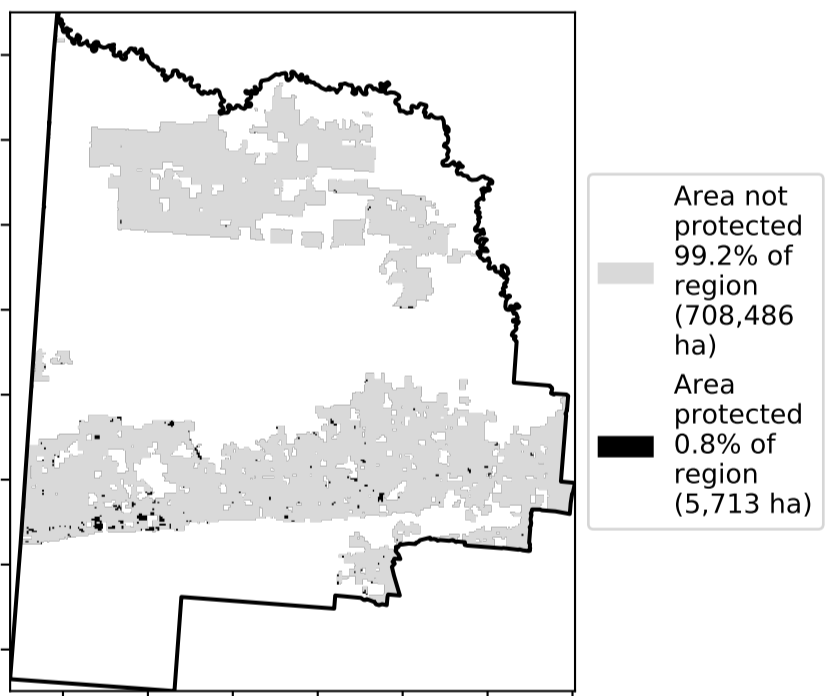 Area not
protected
99.2% of
region
(708,486
ha)
Area
protected
0.8% of
region
(5,713 ha)